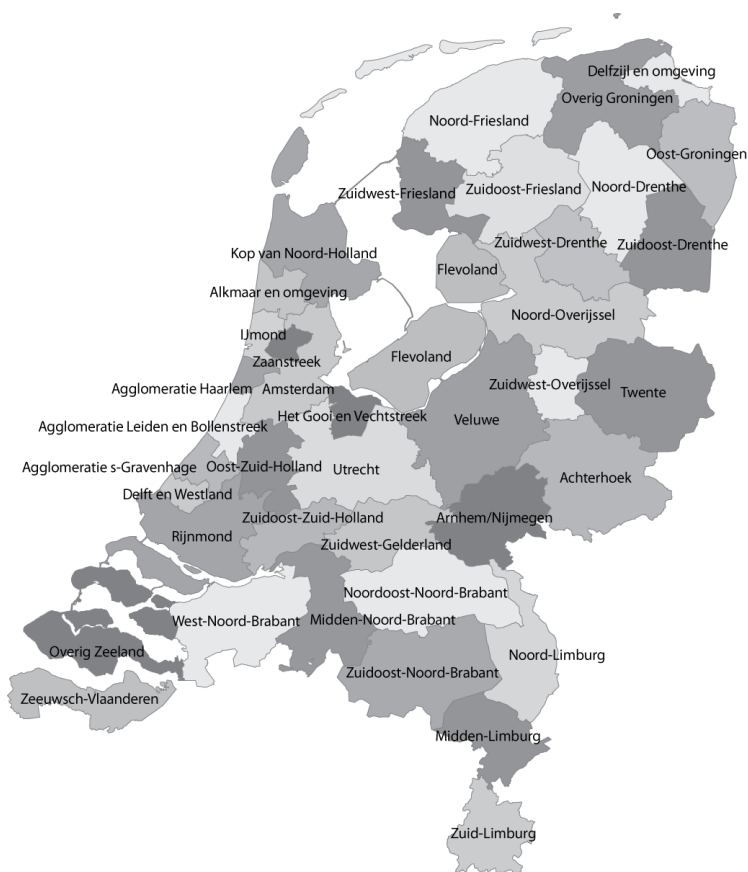 Delfzijl en omgeving
Overig Groningen
Noord-Friesland
Oost-Groningen
Zuidwest-Friesland
Zuidoost-Friesland
Noord-Drenthe
Zuidwest-Drenthe
Zuidoost-Drenthe
Kop van Noord-Holland
Flevoland
Alkmaar en omgeving
Noord-Overijssel
IJmond
Zaanstreek
Flevoland
Zuidwest-Overijssel
Agglomeratie Haarlem
Amsterdam
Twente
Het Gooi en Vechtstreek
Veluwe
Agglomeratie Leiden en Bollenstreek
Agglomeratie s-Gravenhage
Oost-Zuid-Holland
Utrecht
Achterhoek
Delft en Westland
Zuidoost-Zuid-Holland
Arnhem/Nijmegen
Rijnmond
Zuidwest-Gelderland
Noordoost-Noord-Brabant
West-Noord-Brabant
Midden-Noord-Brabant
Overig Zeeland
Noord-Limburg
Zuidoost-Noord-Brabant
Zeeuwsch-Vlaanderen
Midden-Limburg
Zuid-Limburg